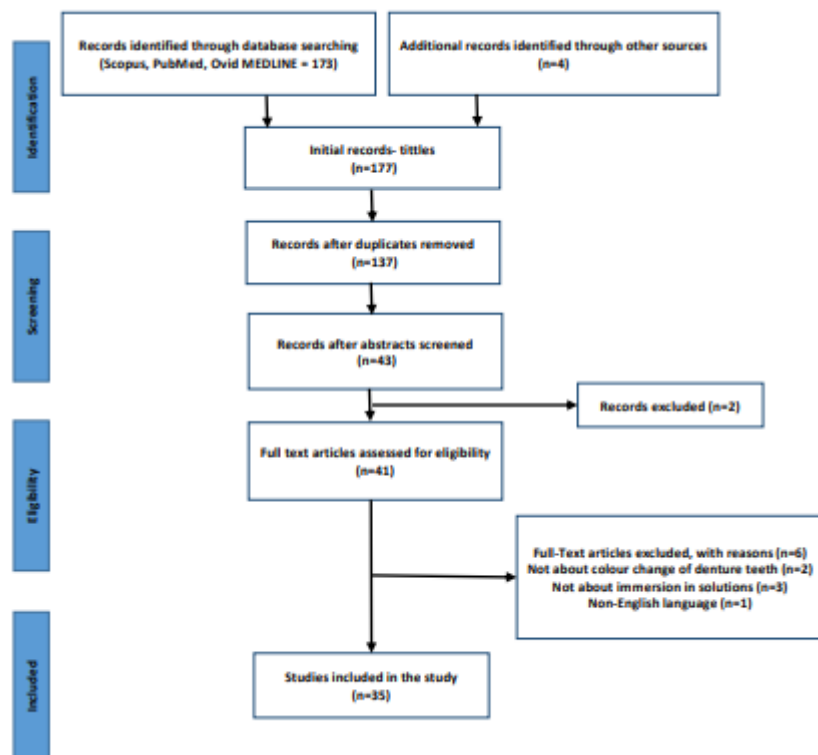 Identification
Records identified through database searching
(Scopus, PubMed, Ovid MEDLINE = 173)
Additional records identified through other sources
(n=4)
Initial records- tittles
(n=177)
Screening
Records after duplicates removed
(n=137)
Records after abstracts screened
(n=43)
Records excluded (n=2)
Eligibility
Full text articles assessed for eligibility
(n=41)
Full-Text articles excluded, with reasons (n=6)
Not about colour change of denture teeth (n=2)
Not about immersion in solutions (n=3)
Non-English language (n=1)
Included
Studies included in the study
(n=35)